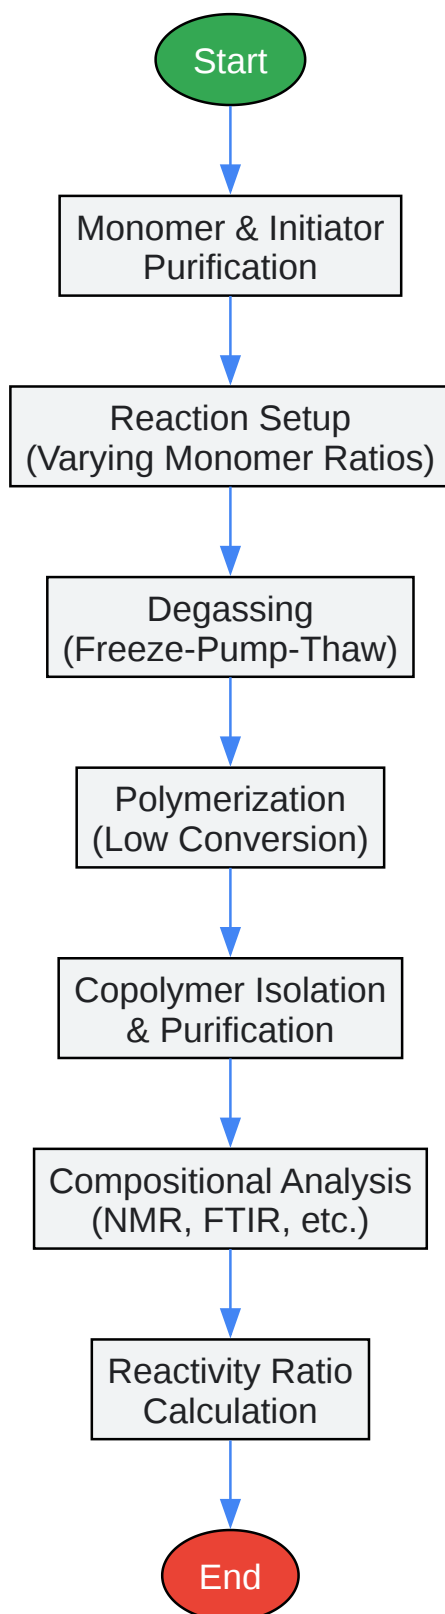 Start
Monomer & Initiator
Purification
Reaction Setup
(Varying Monomer Ratios)
Degassing
(Freeze-Pump-Thaw)
Polymerization
(Low Conversion)
Copolymer Isolation
& Purification
Compositional Analysis
(NMR, FTIR, etc.)
Reactivity Ratio
Calculation
End